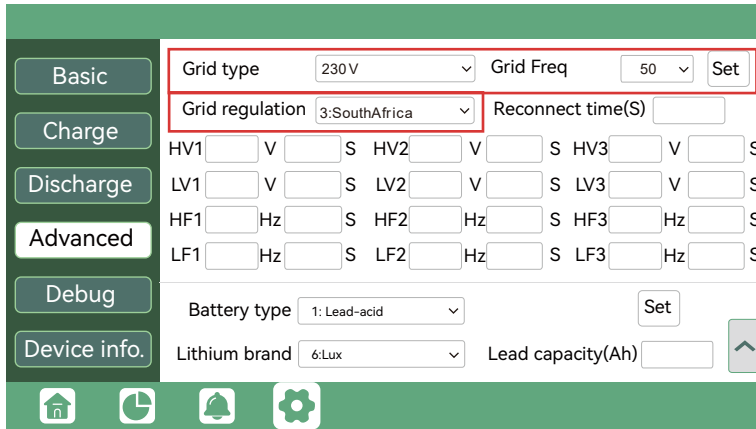 Basic
Charge
Discharge
Advanced
Debug
Device info.
Grid type 230V Grid Freq 50 Set
Grid regulation 3:SouthAfrica Reconnect time(S)
HV1 V S HV2 V S HV3 V S
LV1 V S LV2 V S LV3 V S
HF1 Hz S HF2 Hz S HF3 Hz S
LF1 Hz S LF2 Hz S LF3 Hz S
Battery type 1: Lead-acid Set
Lithium brand 6:Lux Lead capacity(Ah)